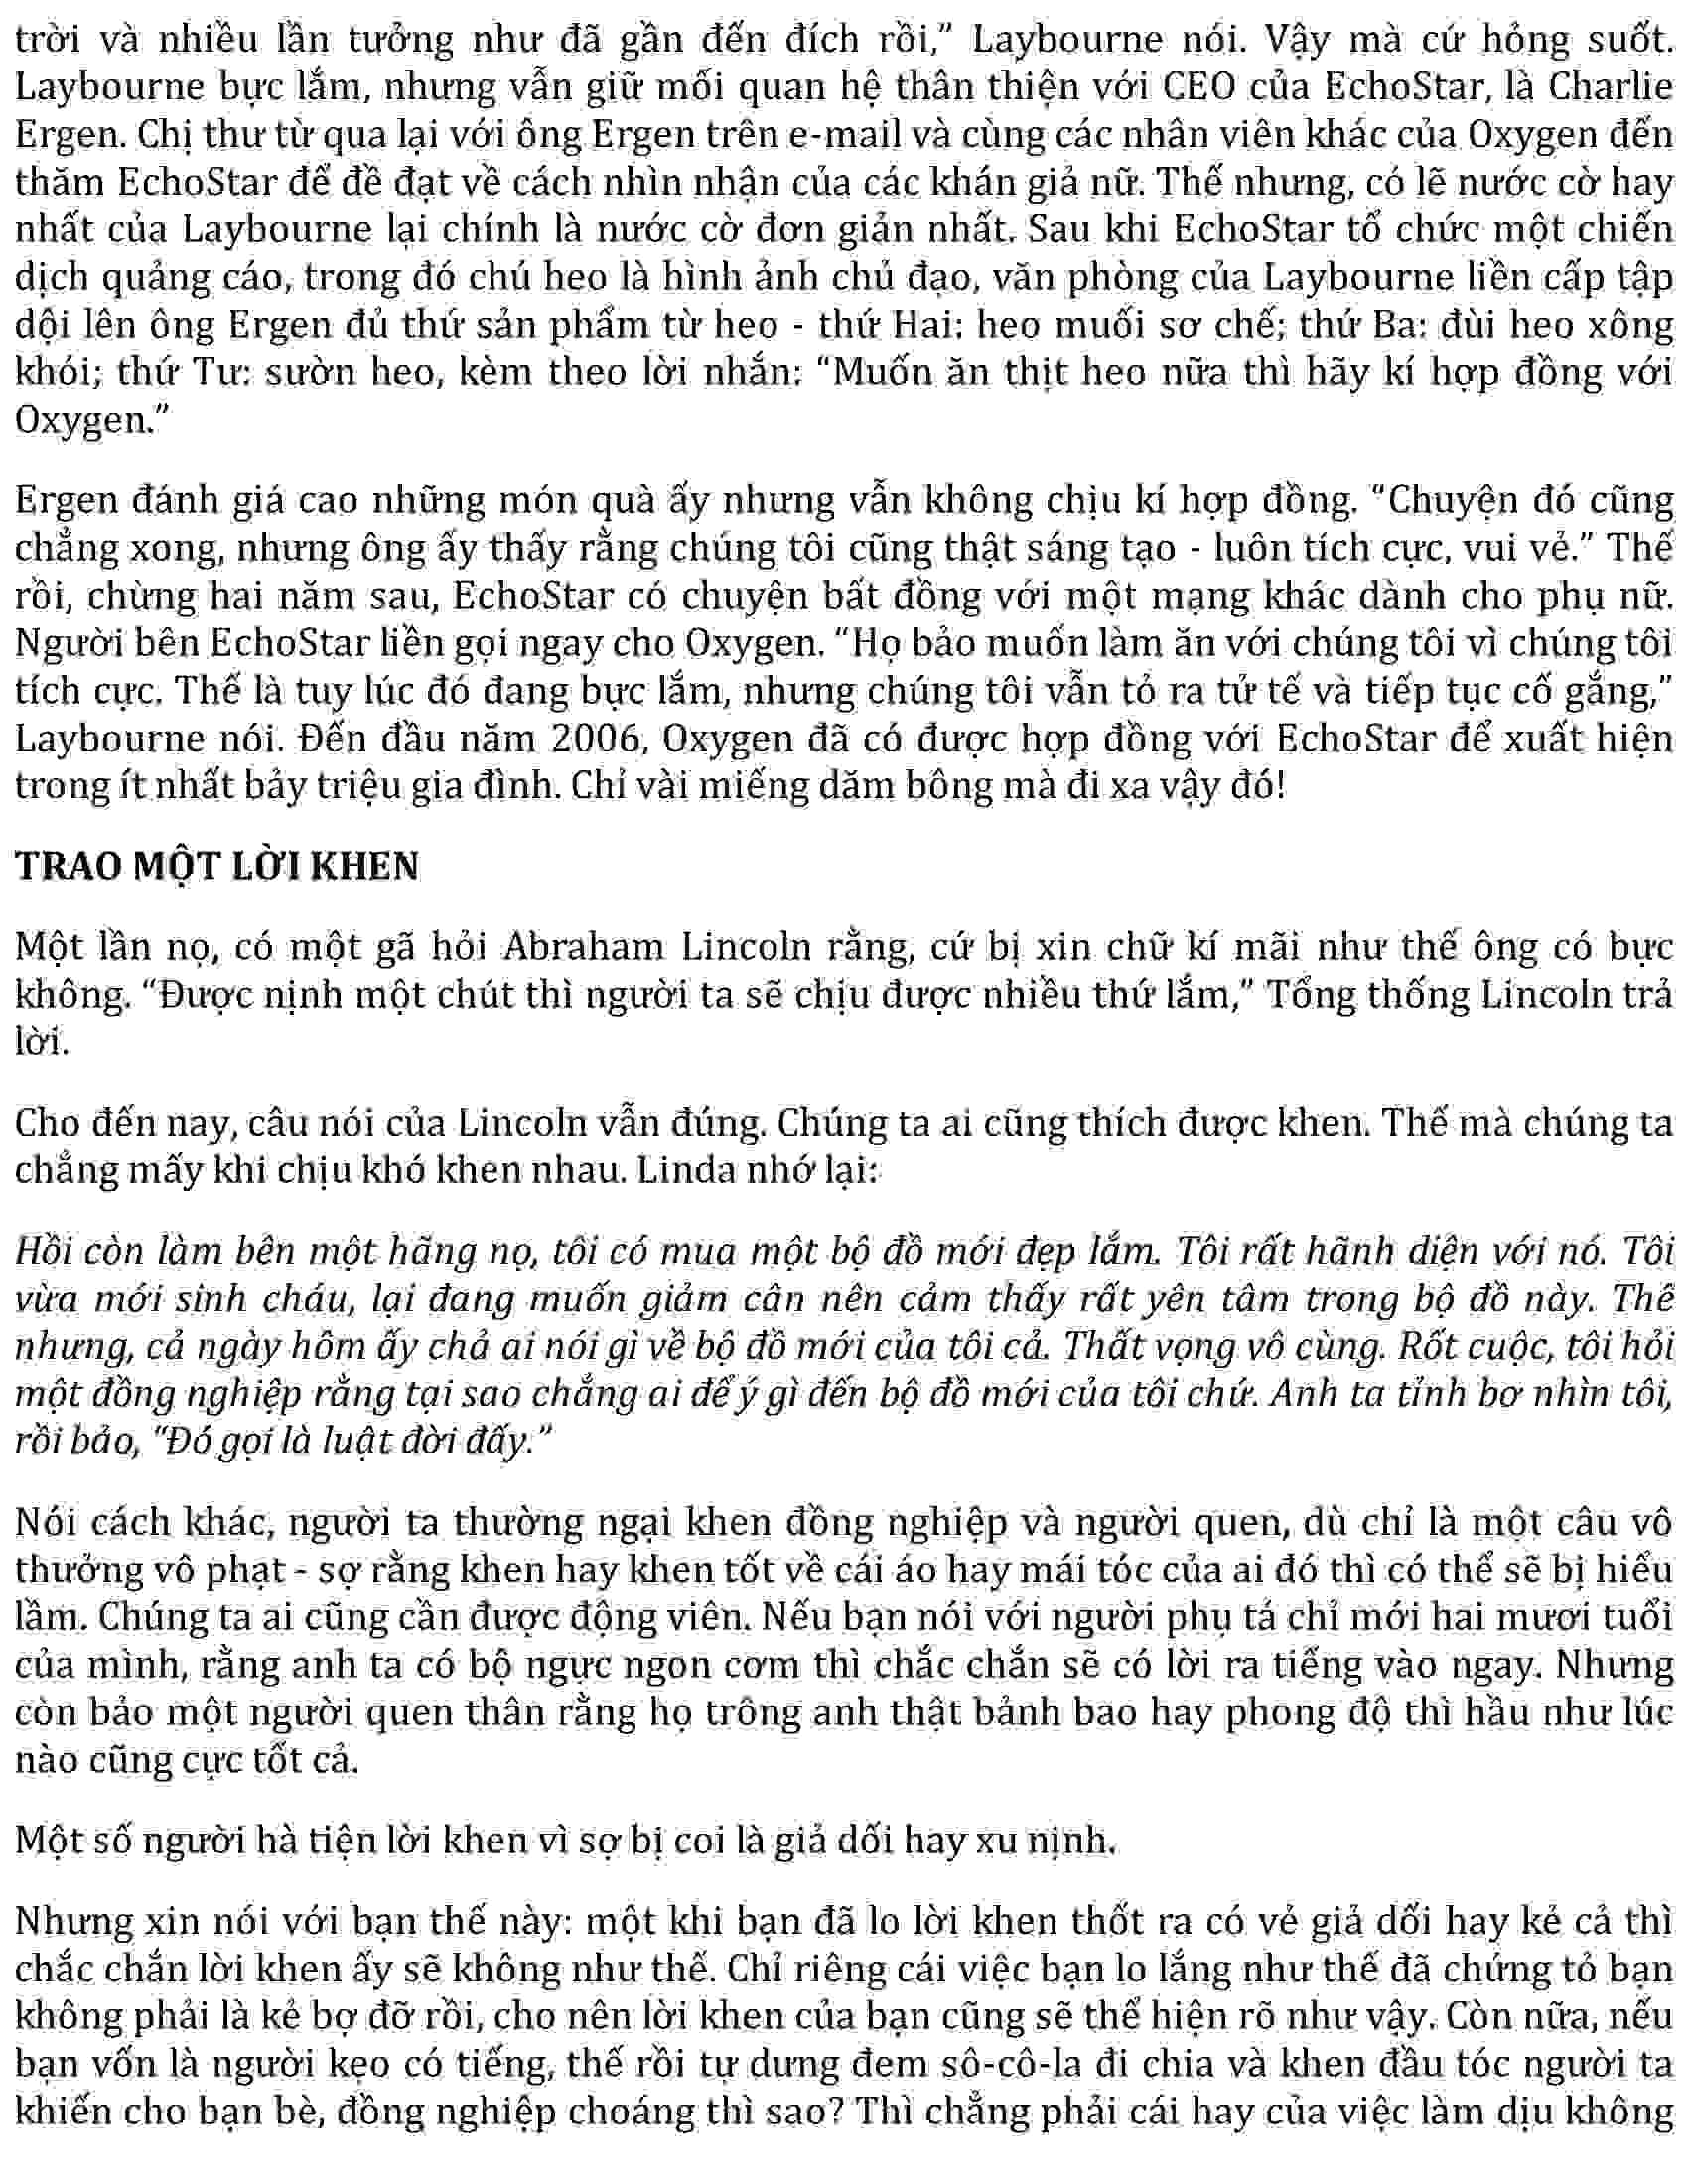 trời và nhiều lần tưởng như đã gần đến đích rồi,” Laybourne nói. Vậy mà cứ hỏng suốt.
Laybourne bực lắm, nhưng vẫn giữ mối quan hệ thân thiện với CEO của EchoStar, là Charlie
Ergen. Chị thư từ qua lại với ông Ergen trên e-mail và cùng các nhân viên khác của Oxygen đến
thăm EchoStar để đề đạt về cách nhìn nhận của các khán giả nữ. Thế nhưng, có lẽ nước cờ hay
nhất của Laybourne lại chính là nước cờ đơn giản nhất. Sau khi EchoStar tổ chức một chiến
dịch quảng cáo, trong đó chú heo là hình ảnh chủ đạo, văn phòng của Laybourne liền cấp tập
dội lên ông Ergen đủ thứ sản phẩm từ heo - thứ Hai: heo muối sơ chế; thứ Ba: đùi heo xông
khói; thứ Tư: sườn heo, kèm theo lời nhắn: “Muốn ăn thịt heo nữa thì hãy kí hợp đồng với
Oxygen.”
Ergen đánh giá cao những món quà ấy nhưng vẫn không chịu kí hợp đồng. “Chuyện đó cũng
chẳng xong, nhưng ông ấy thấy rằng chúng tôi cũng thật sáng tạo - luôn tích cực, vui vẻ.” Thế
rồi, chừng hai năm sau, EchoStar có chuyện bất đồng với một mạng khác dành cho phụ nữ.
Người bên EchoStar liền gọi ngay cho Oxygen. “Họ bảo muốn làm ăn với chúng tôi vì chúng tôi
tích cực. Thế là tuy lúc đó đang bực lắm, nhưng chúng tôi vẫn tỏ ra tử tế và tiếp tục cố gắng,”
Laybourne nói. Đến đầu năm 2006, Oxygen đã có được hợp đồng với EchoStar để xuất hiện
trong ít nhất bảy triệu gia đình. Chỉ vài miếng dăm bông mà đi xa vậy đó!
TRAO MỘT LỜI KHEN
Một lần nọ, có một gã hỏi Abraham Lincoln rằng, cứ bị xin chữ kí mãi như thế ông có bực
không. “Được nịnh một chút thì người ta sẽ chịu được nhiều thứ lắm,” Tổng thống Lincoln trả
lời.
Cho đến nay, câu nói của Lincoln vẫn đúng. Chúng ta ai cũng thích được khen. Thế mà chúng ta
chẳng mấy khi chịu khó khen nhau. Linda nhớ lại:
Hồi còn làm bên một hãng nọ, tôi có mua một bộ đồ mới đẹp lắm. Tôi rất hãnh diện với nó. Tôi
vừa mới sinh cháu, lại đang muốn giảm cân nên cảm thấy rất yên tâm trong bộ đồ này. Thế
nhưng, cả ngày hôm ấy chả ai nói gì về bộ đồ mới của tôi cả. Thất vọng vô cùng. Rốt cuộc, tôi hỏi
một đồng nghiệp rằng tại sao chẳng ai để ý gì đến bộ đồ mới của tôi chứ. Anh ta tỉnh bơ nhìn tôi,
rồi bảo, “Đó gọi là luật đời đấy.”
Nói cách khác, người ta thường ngại khen đồng nghiệp và người quen, dù chỉ là một câu vô
thưởng vô phạt - sợ rằng khen hay khen tốt về cái áo hay mái tóc của ai đó thì có thể sẽ bị hiểu
lầm. Chúng ta ai cũng cần được động viên. Nếu bạn nói với người phụ tá chỉ mới hai mươi tuổi
của mình, rằng anh ta có bộ ngực ngon cơm thì chắc chắn sẽ có lời ra tiếng vào ngay. Nhưng
còn bảo một người quen thân rằng họ trông anh thật bảnh bao hay phong độ thì hầu như lúc
nào cũng cực tốt cả.
Một số người hà tiện lời khen vì sợ bị coi là giả dối hay xu nịnh.
Nhưng xin nói với bạn thế này: một khi bạn đã lo lời khen thốt ra có vẻ giả dối hay kẻ cả thì
chắc chắn lời khen ấy sẽ không như thế. Chỉ riêng cái việc bạn lo lắng như thế đã chứng tỏ bạn
không phải là kẻ bợ đỡ rồi, cho nên lời khen của bạn cũng sẽ thể hiện rõ như vậy. Còn nữa, nếu
bạn vốn là người kẹo có tiếng, thế rồi tự dưng đem sô-cô-la đi chia và khen đầu tóc người ta
khiến cho bạn bè, đồng nghiệp choáng thì sao? Thì chẳng phải cái hay của việc làm dịu không